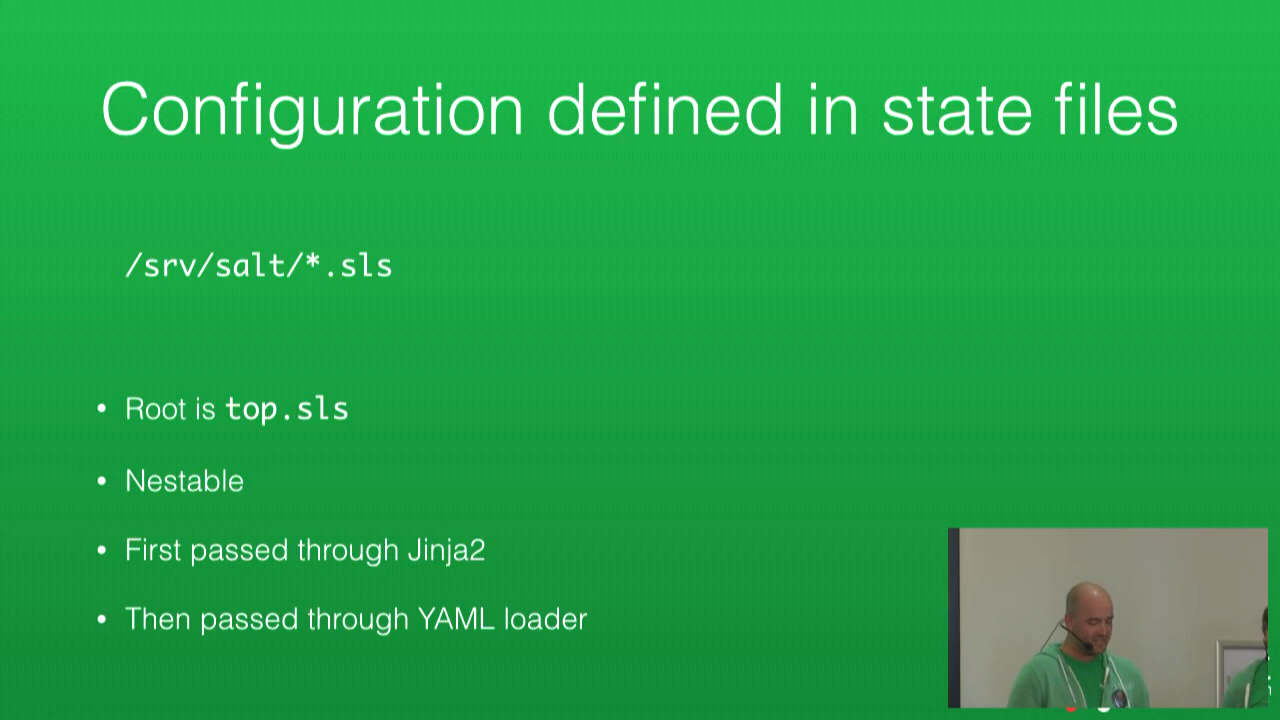 Configuration defined in state files
/srv/salt/*.sls
• Root is top.sls
• Nestable
• First passed through Jinja2
• Then passed through YAML loader